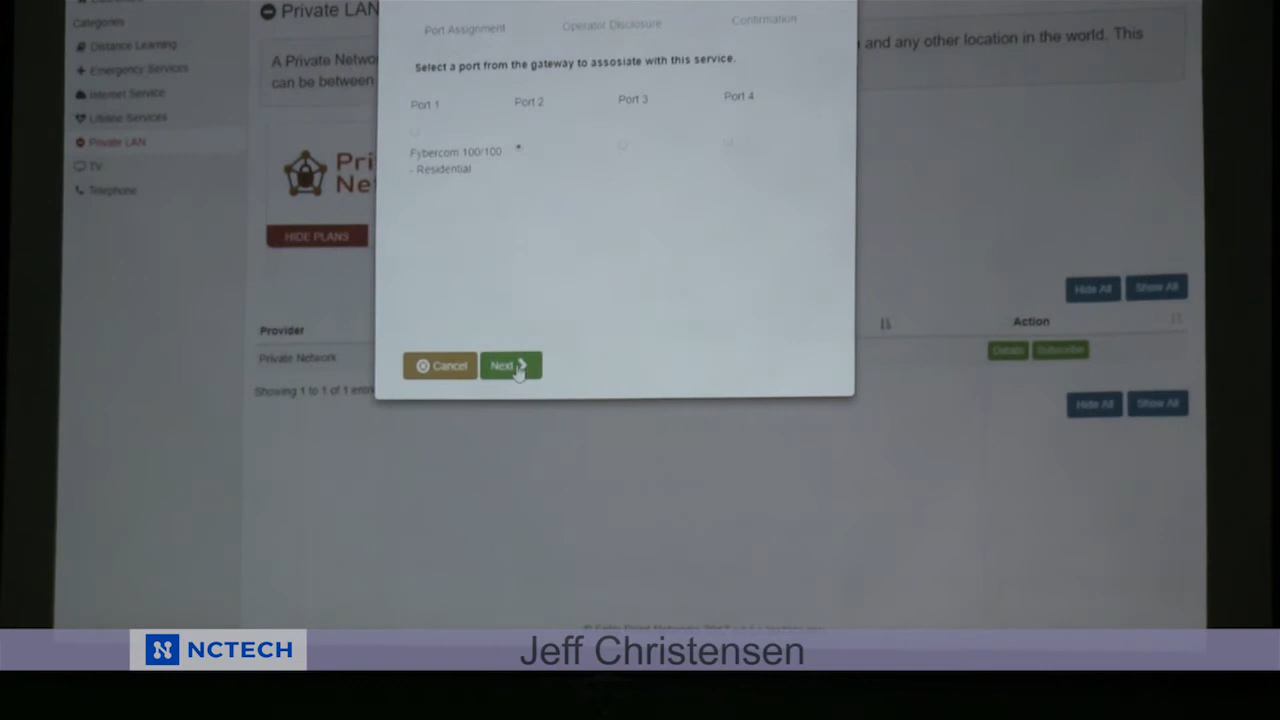 Categories
Distance Learning
Emergency Services
Internet Service
Lifeline Services
Private LAN
TV
Telephone
Private LAN
A Private Netwo
can be between
and any other location in the world. This
Pri
Ne
HIDE PLANS
Port Assignment
Operator Disclosure
Confirmation
Select a port from the gateway to assosiate with this service.
Port 1
Port 2
Port 3
Port 4
Fybercom 100/100
- Residential
Cancel
Next
Hide All
Show All
Provider
Action
Private Network
Details
Subscribe
Showing 1 to 1 of 1 entri
Hide All
Show All
NCTECH
Jeff Christensen